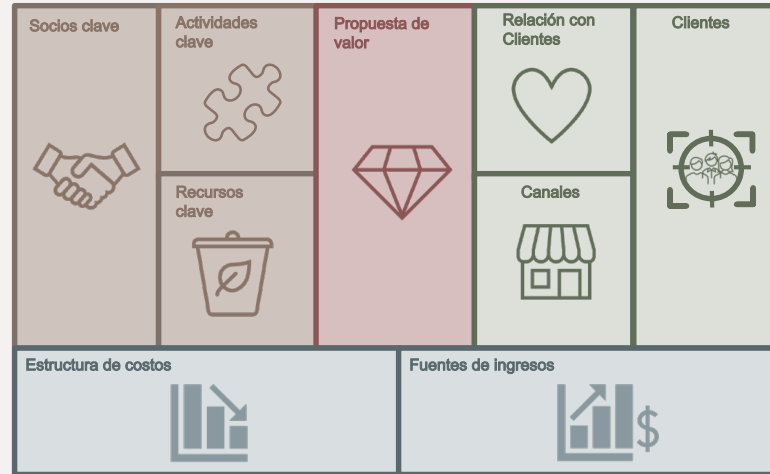 Socios clave
Actividades
clave
Propuesta de
valor
Relación con
Clientes
Clientes
Recursos
clave
Canales
Estructura de costos
Fuentes de ingresos
$